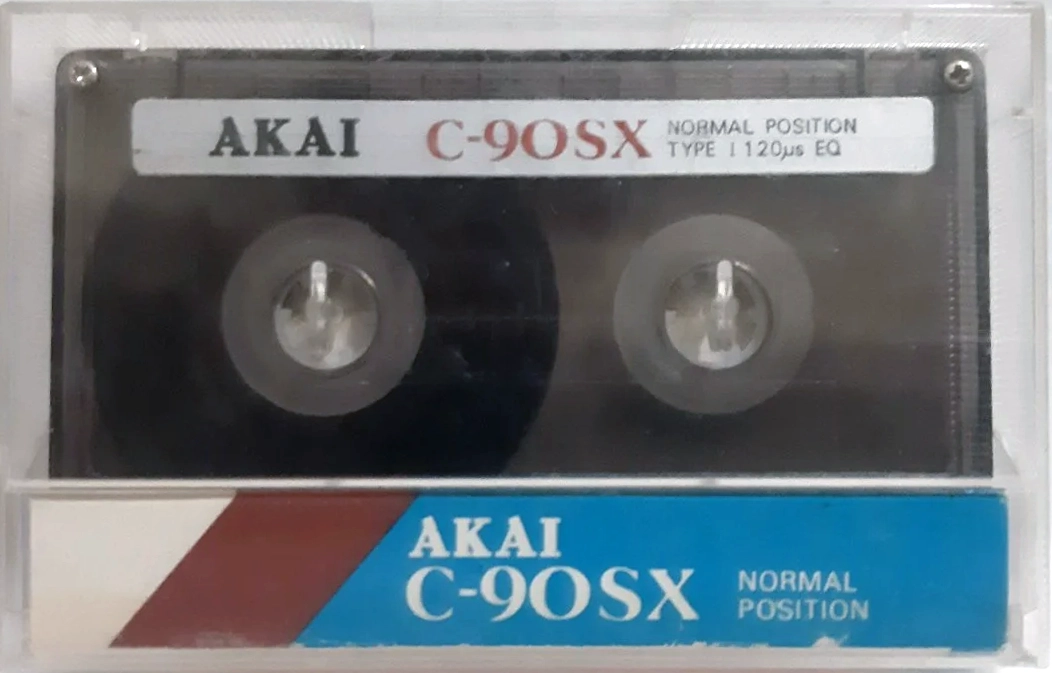 AKAI C-90SX NORMAL POSITION
TYPE I 120μs EQ
AKAI
C-90SX NORMAL
POSITION